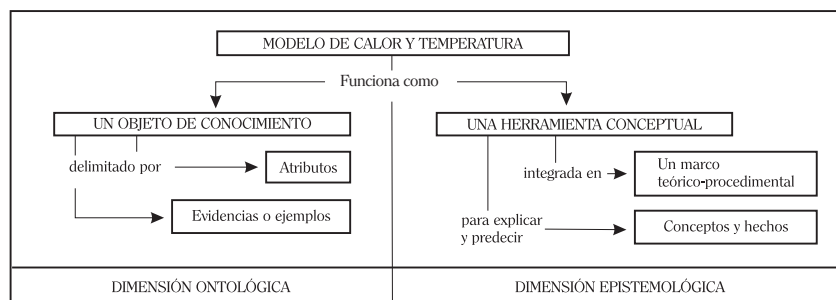 MODELO DE CALOR Y TEMPERATURA
Funciona como
UN OBJETO DE CONOCIMIENTO
delimitado por
Atributos
Evidencias o ejemplos
UNA HERRAMIENTA CONCEPTUAL
integrada en
Un marco
teórico-procedimental
para explicar
y predecir
Conceptos y hechos
DIMENSIÓN ONTOLÓGICA
DIMENSIÓN EPISTEMOLÓGICA